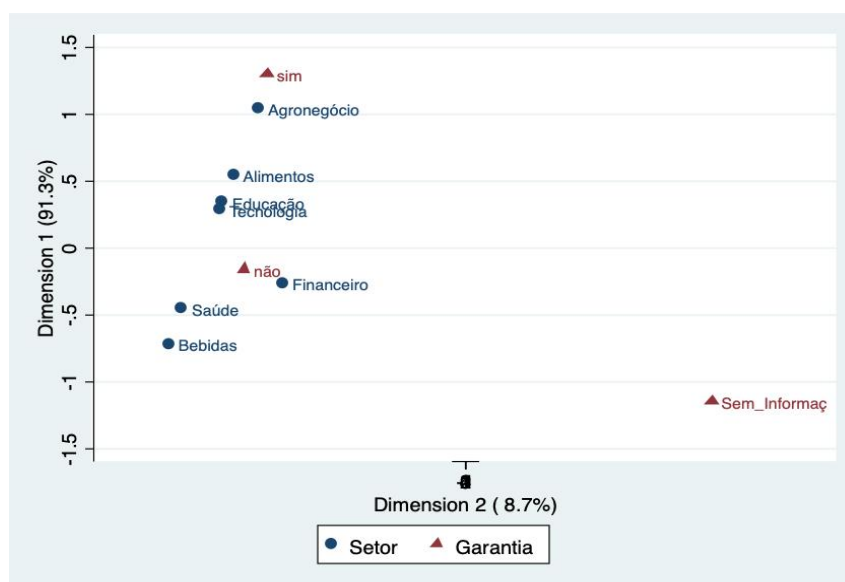 1.5
1
.5
0
-.5
-1
-1.5
Dimension 1 (91.3%)
sim
Agronegócio
Alimentos
Educação
Tecnologia
não
Financeiro
Saúde
Bebidas
Sem_Informaç
Dimension 2 ( 8.7%)
Setor
Garantia